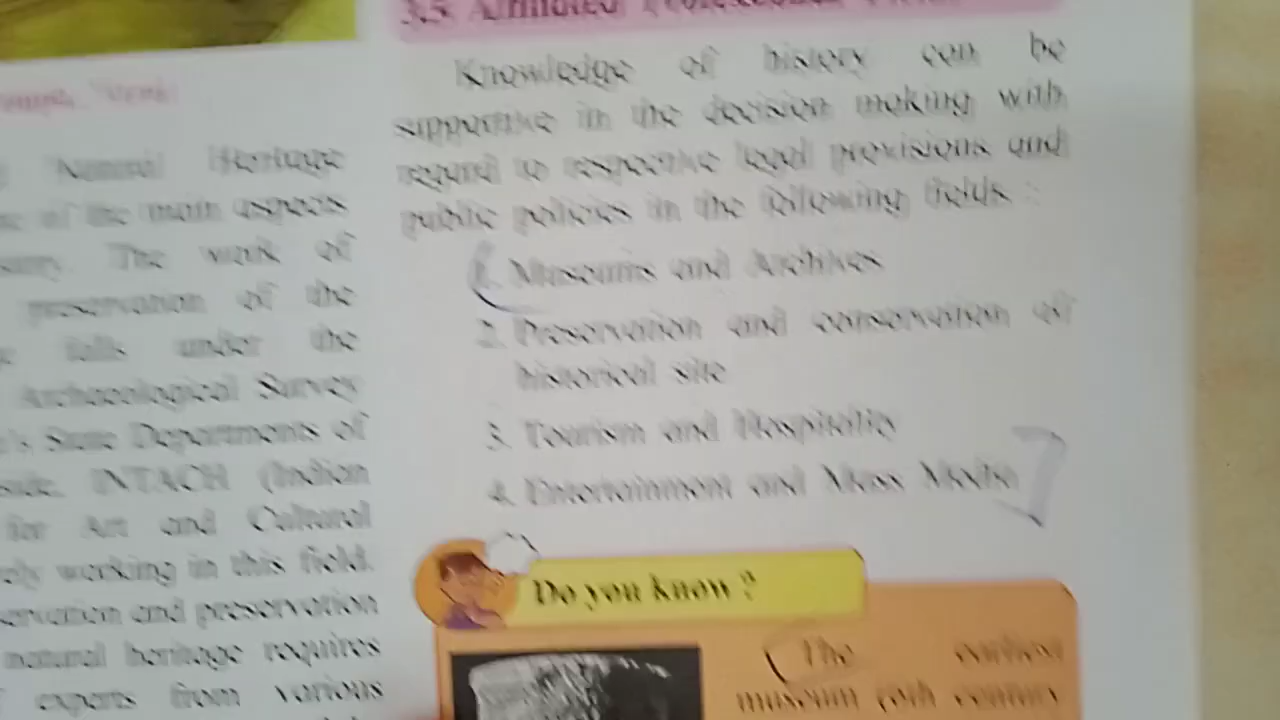 Natural Heritage
of the main aspects
The work of
preservation of the
falls under the
Archaeological Survey
State Departments of
INTACH (Indian
for Art and Cultural
working in this field.
and preservation
natural heritage requires
experts from various
3.5 Affiliated Professional
Knowledge of history can be
supportive in the decision making with
regard to respective legal provisions and
public policies in the following fields :
1. Museums and Archives
2. Preservation and conservation of
historical site
3. Tourism and Hospitality
4. Entertainment and Mass Media
Do you know ?
The earliest
museum (6th century